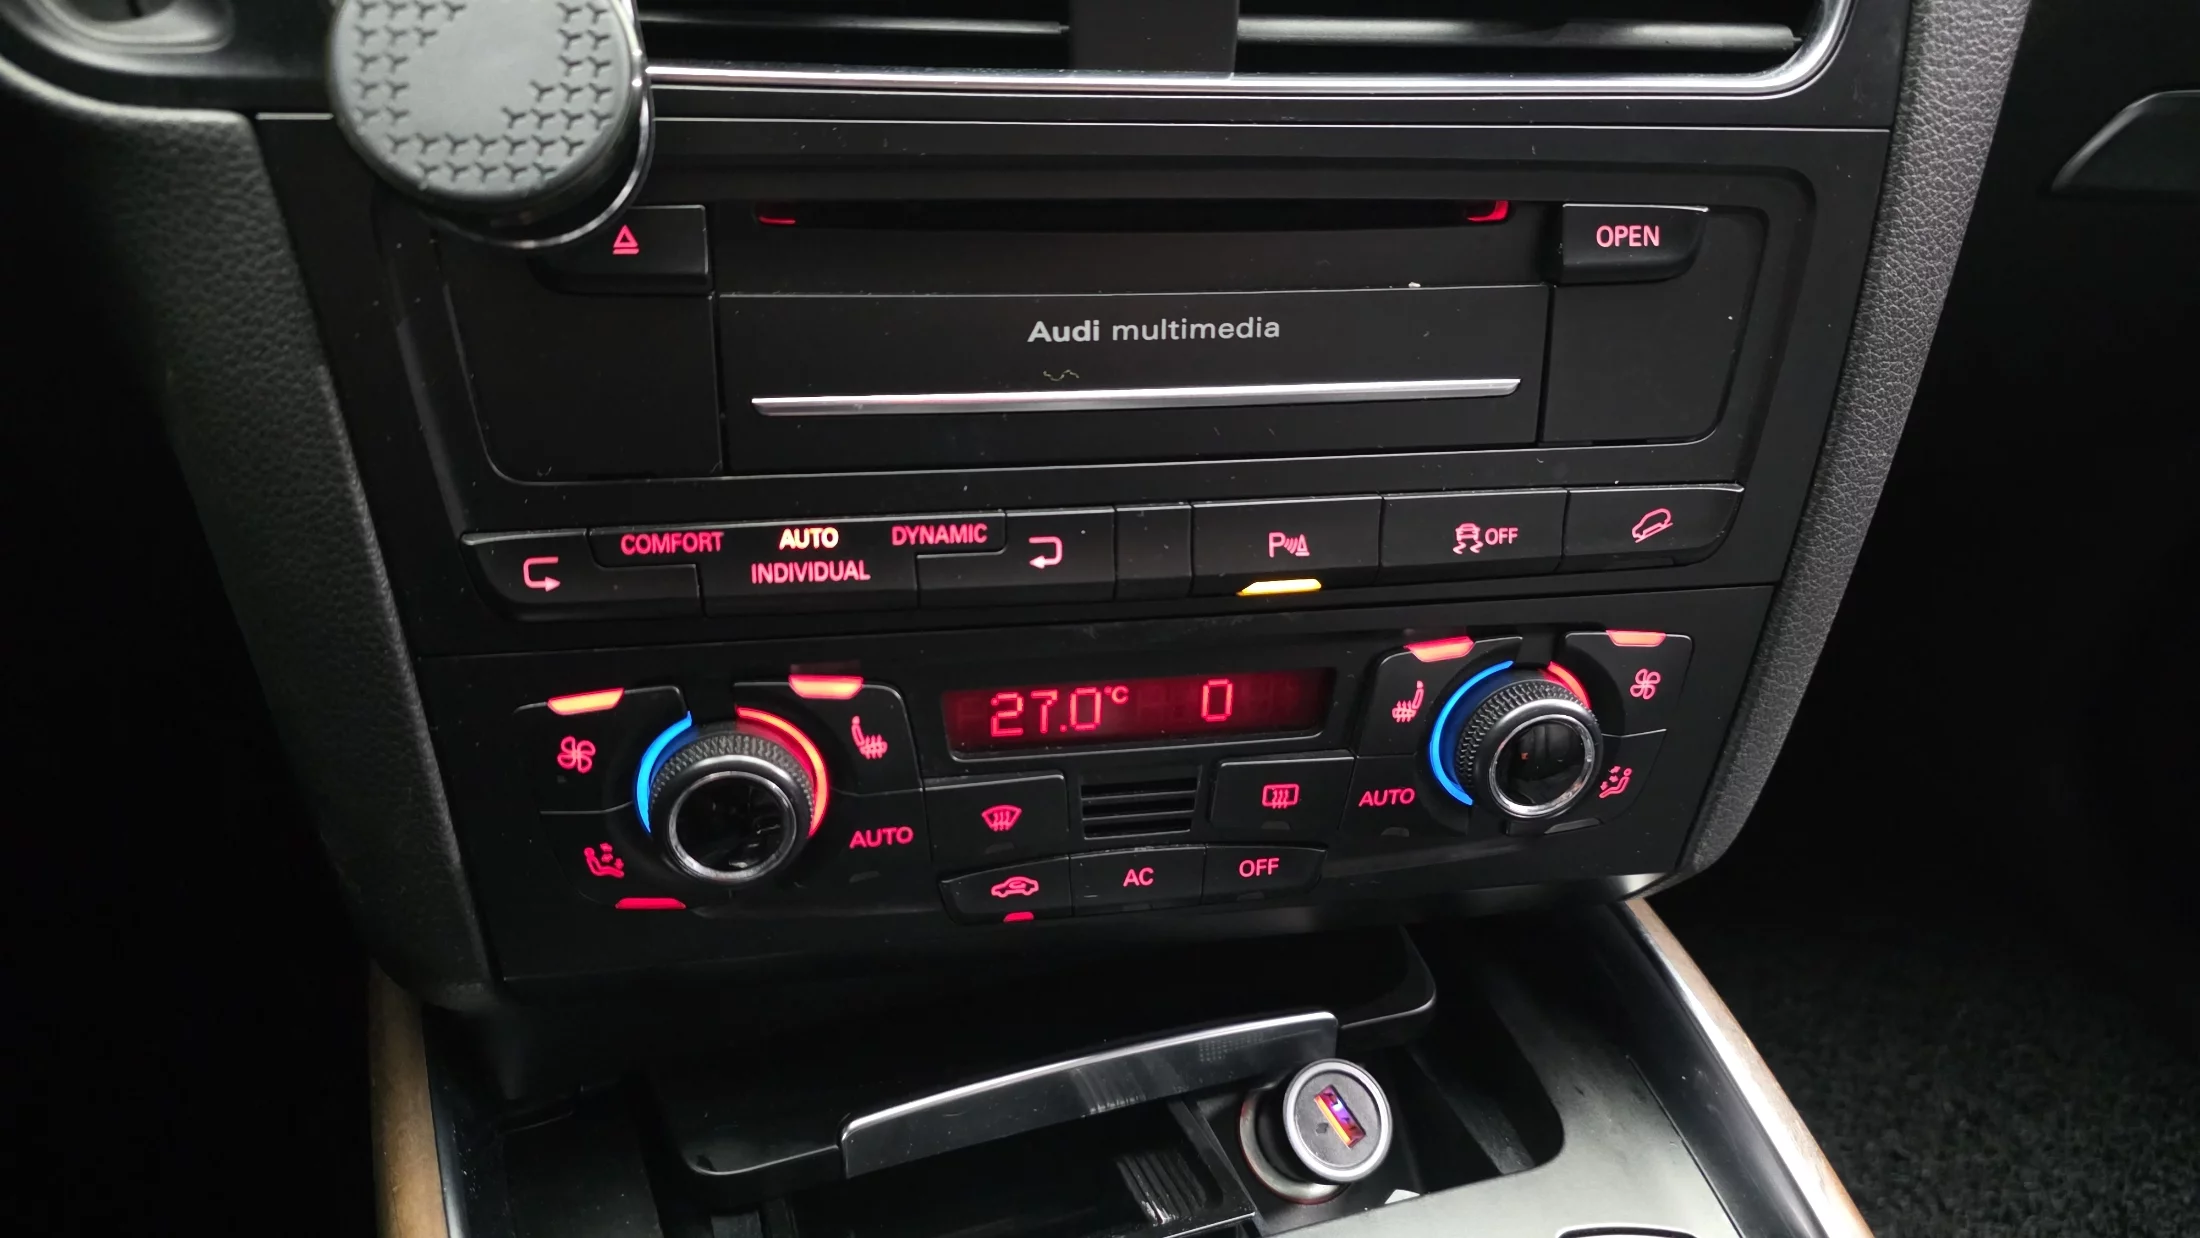 OPEN
Audi multimedia
COMFORT AUTO DYNAMIC
INDIVIDUAL
P OFF
27.0°C 0
AUTO
AUTO
AC OFF